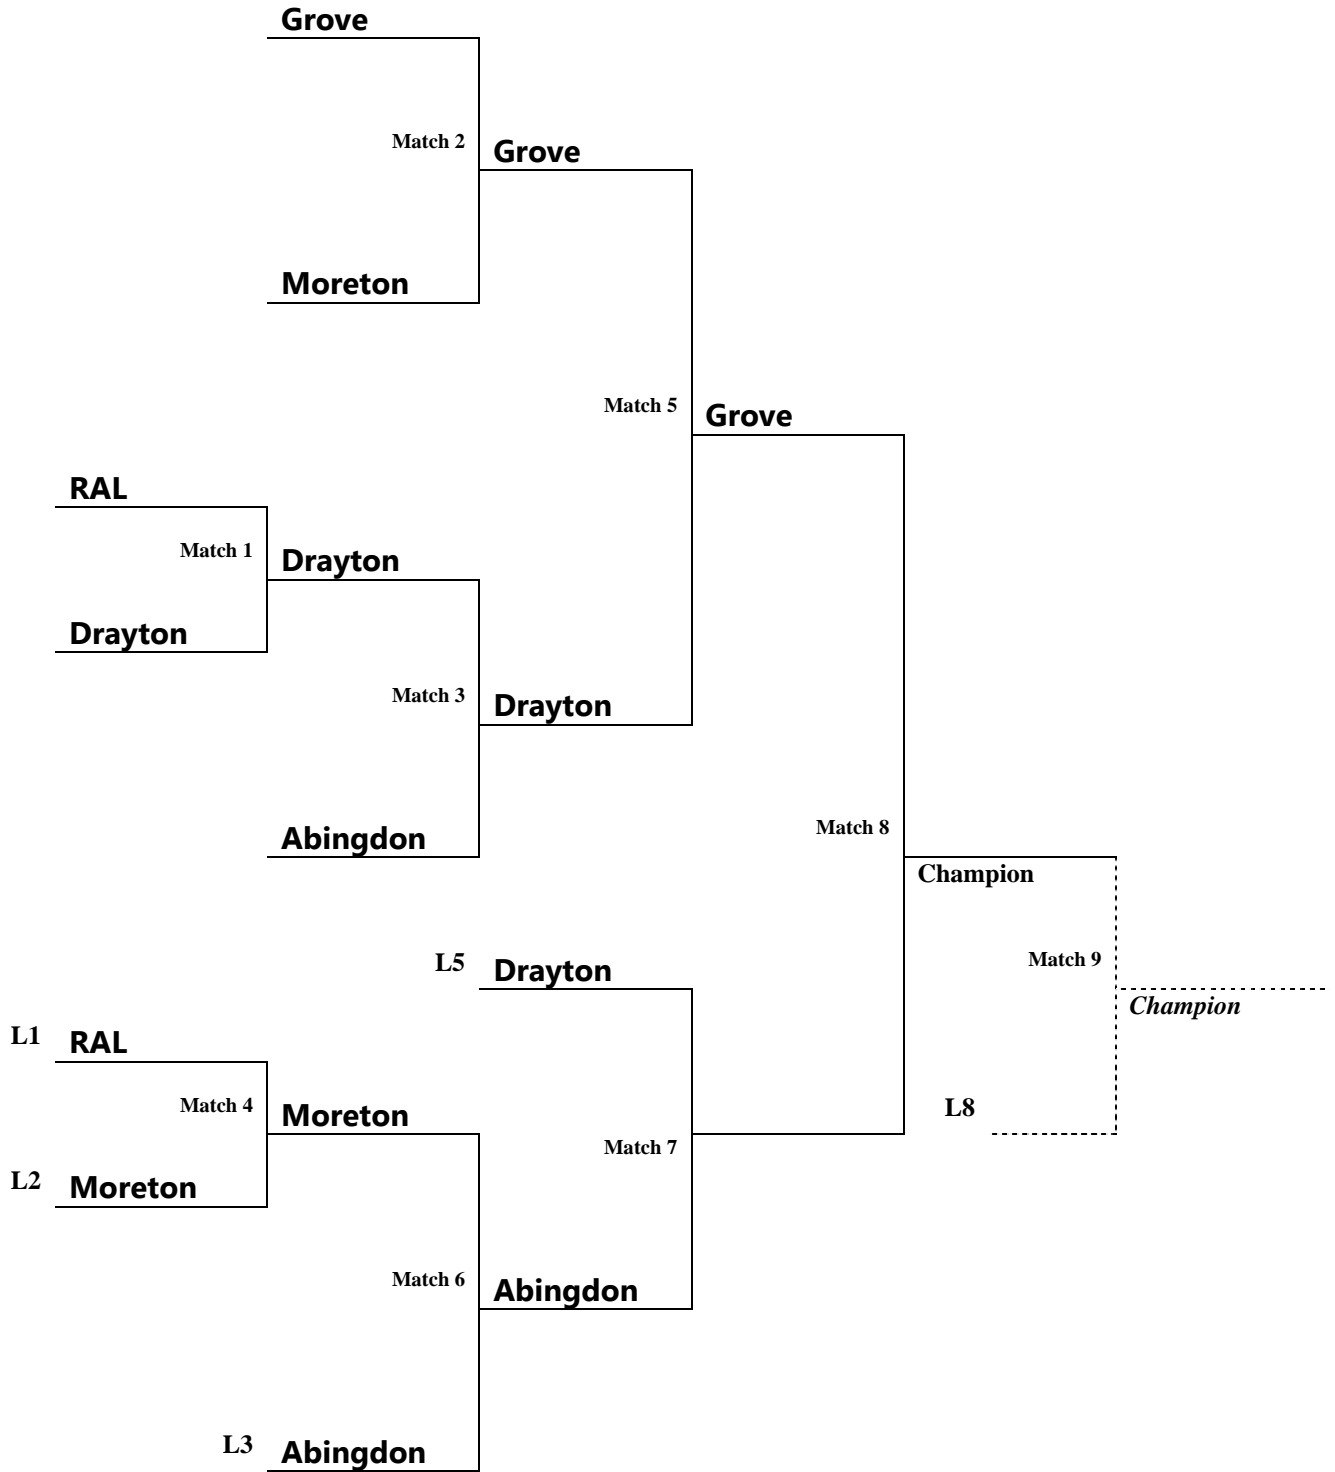 Grove
Match 2
Grove
Moreton
Match 5
Grove
RAL
Match 1
Drayton
Drayton
Match 3
Drayton
Abingdon
Match 8
Champion
L5
Drayton
Match 9
Champion
L1
RAL
Match 4
Moreton
L8
Match 7
L2
Moreton
Match 6
Abingdon
L3
Abingdon